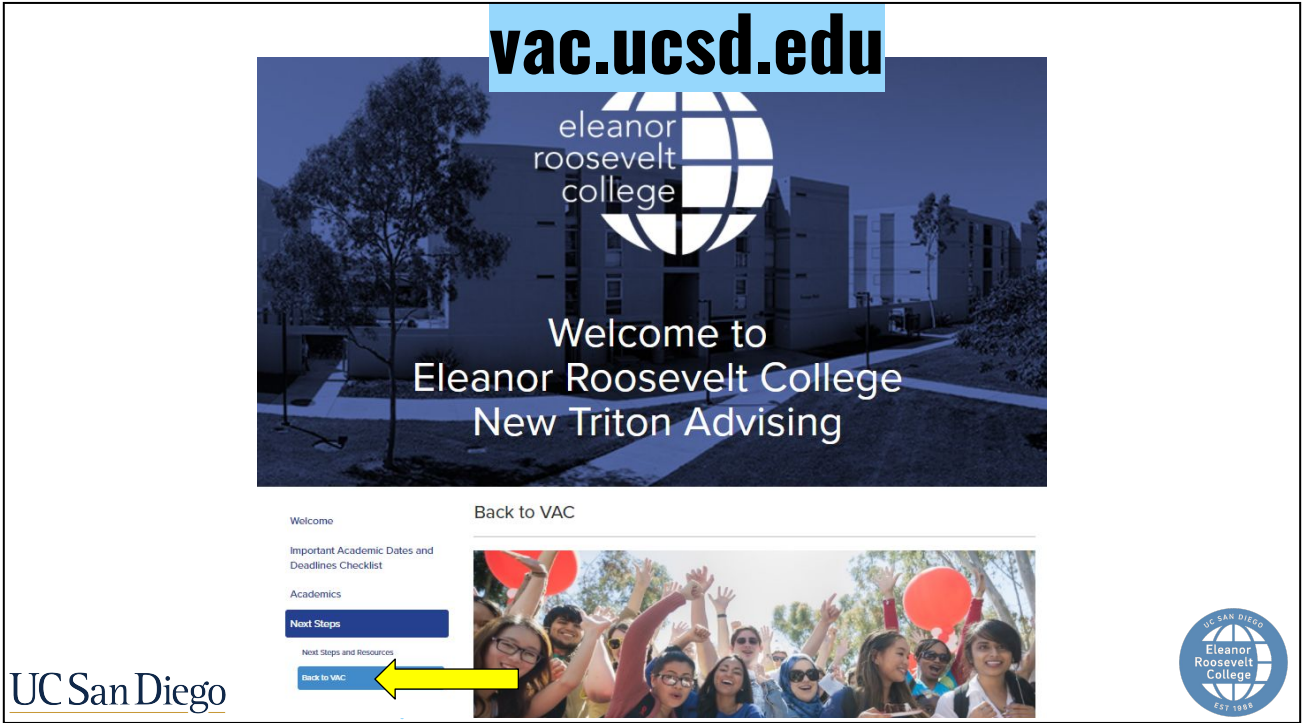 vac.ucsd.edu
eleanor
roosevelt
college
Welcome to
Eleanor Roosevelt College
New Triton Advising
Welcome
Important Academic Dates and
Deadlines Checklist
Academics
Next Steps
Next Steps and Resources
Back to VAC
Back to VAC
UC San Diego
UC SAN DIEGO
Eleanor
Roosevelt
College
EST 1988